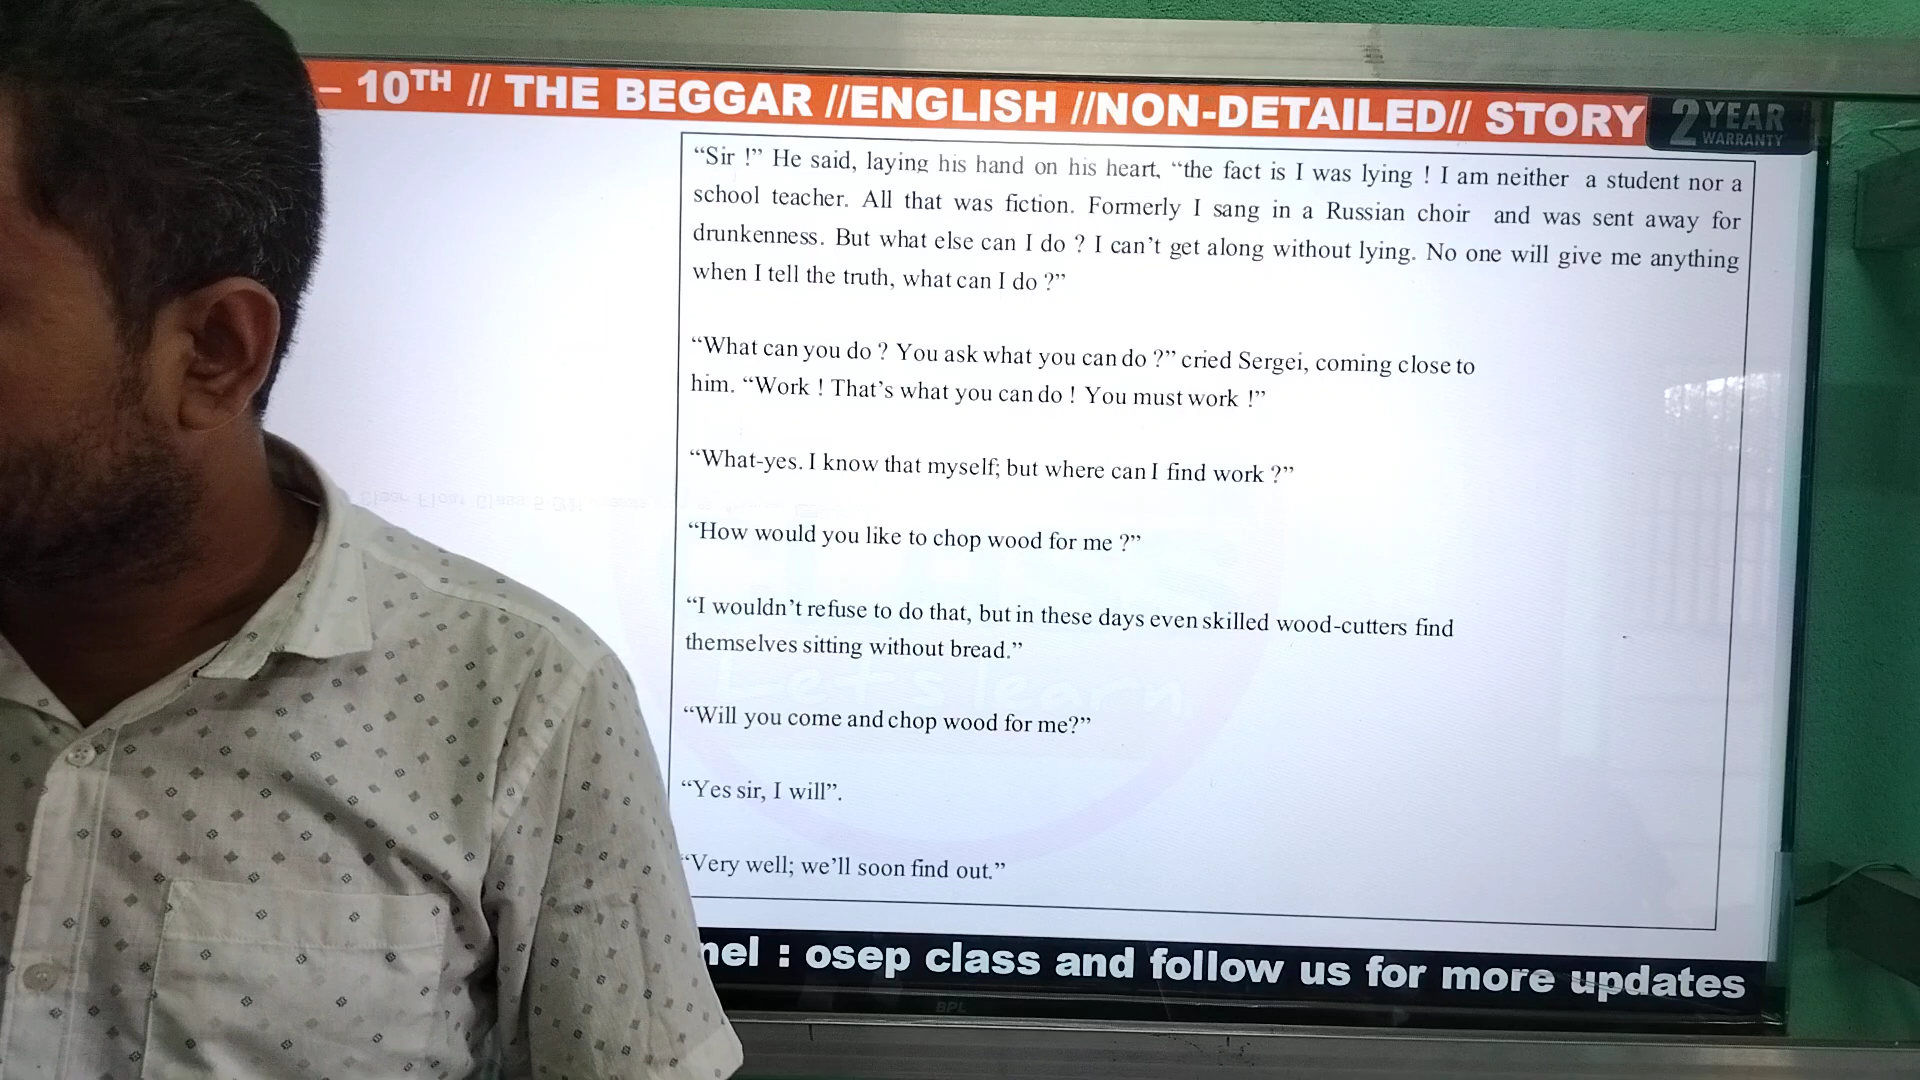 – 10TH // THE BEGGAR //ENGLISH //NON-DETAILED// STORY
2 YEAR
WARRANTY
“Sir !” He said, laying his hand on his heart, “the fact is I was lying ! I am neither a student nor a
school teacher. All that was fiction. Formerly I sang in a Russian choir and was sent away for
drunkenness. But what else can I do ? I can’t get along without lying. No one will give me anything
when I tell the truth, what can I do ?”
“What can you do ? You ask what you can do ?” cried Sergei, coming close to
him. “Work ! That’s what you can do ! You must work !”
“What-yes. I know that myself; but where can I find work ?”
“How would you like to chop wood for me ?”
“I wouldn’t refuse to do that, but in these days even skilled wood-cutters find
themselves sitting without bread.”
Let's learn
“Will you come and chop wood for me?”
“Yes sir, I will”.
“Very well; we’ll soon find out.”
nel : osep class and follow us for more updates
BPL